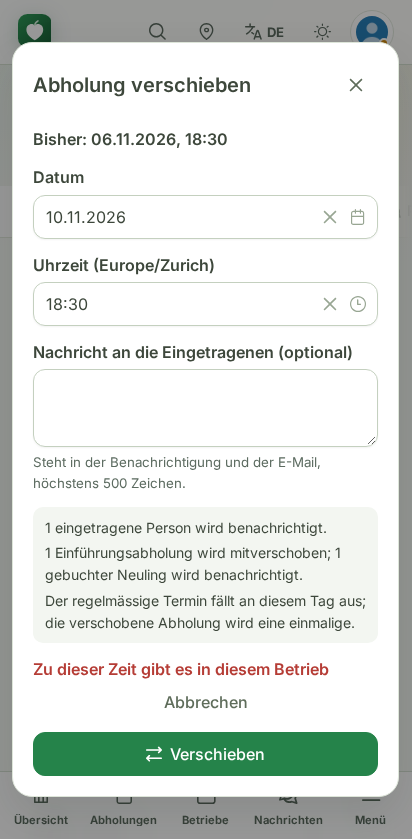 DE
Abholung verschieben
Bisher: 06.11.2026, 18:30
Datum
10.11.2026
Uhrzeit (Europe/Zurich)
18:30
Nachricht an die Eingetragenen (optional)
Steht in der Benachrichtigung und der E-Mail,
höchstens 500 Zeichen.
1 eingetragene Person wird benachrichtigt.
1 Einführungsabholung wird mitverschoben; 1
gebuchter Neuling wird benachrichtigt.
Der regelmässige Termin fällt an diesem Tag aus;
die verschobene Abholung wird eine einmalige.
Zu dieser Zeit gibt es in diesem Betrieb
Abbrechen
Verschieben
Übersicht Abholungen Betriebe Nachrichten Menü